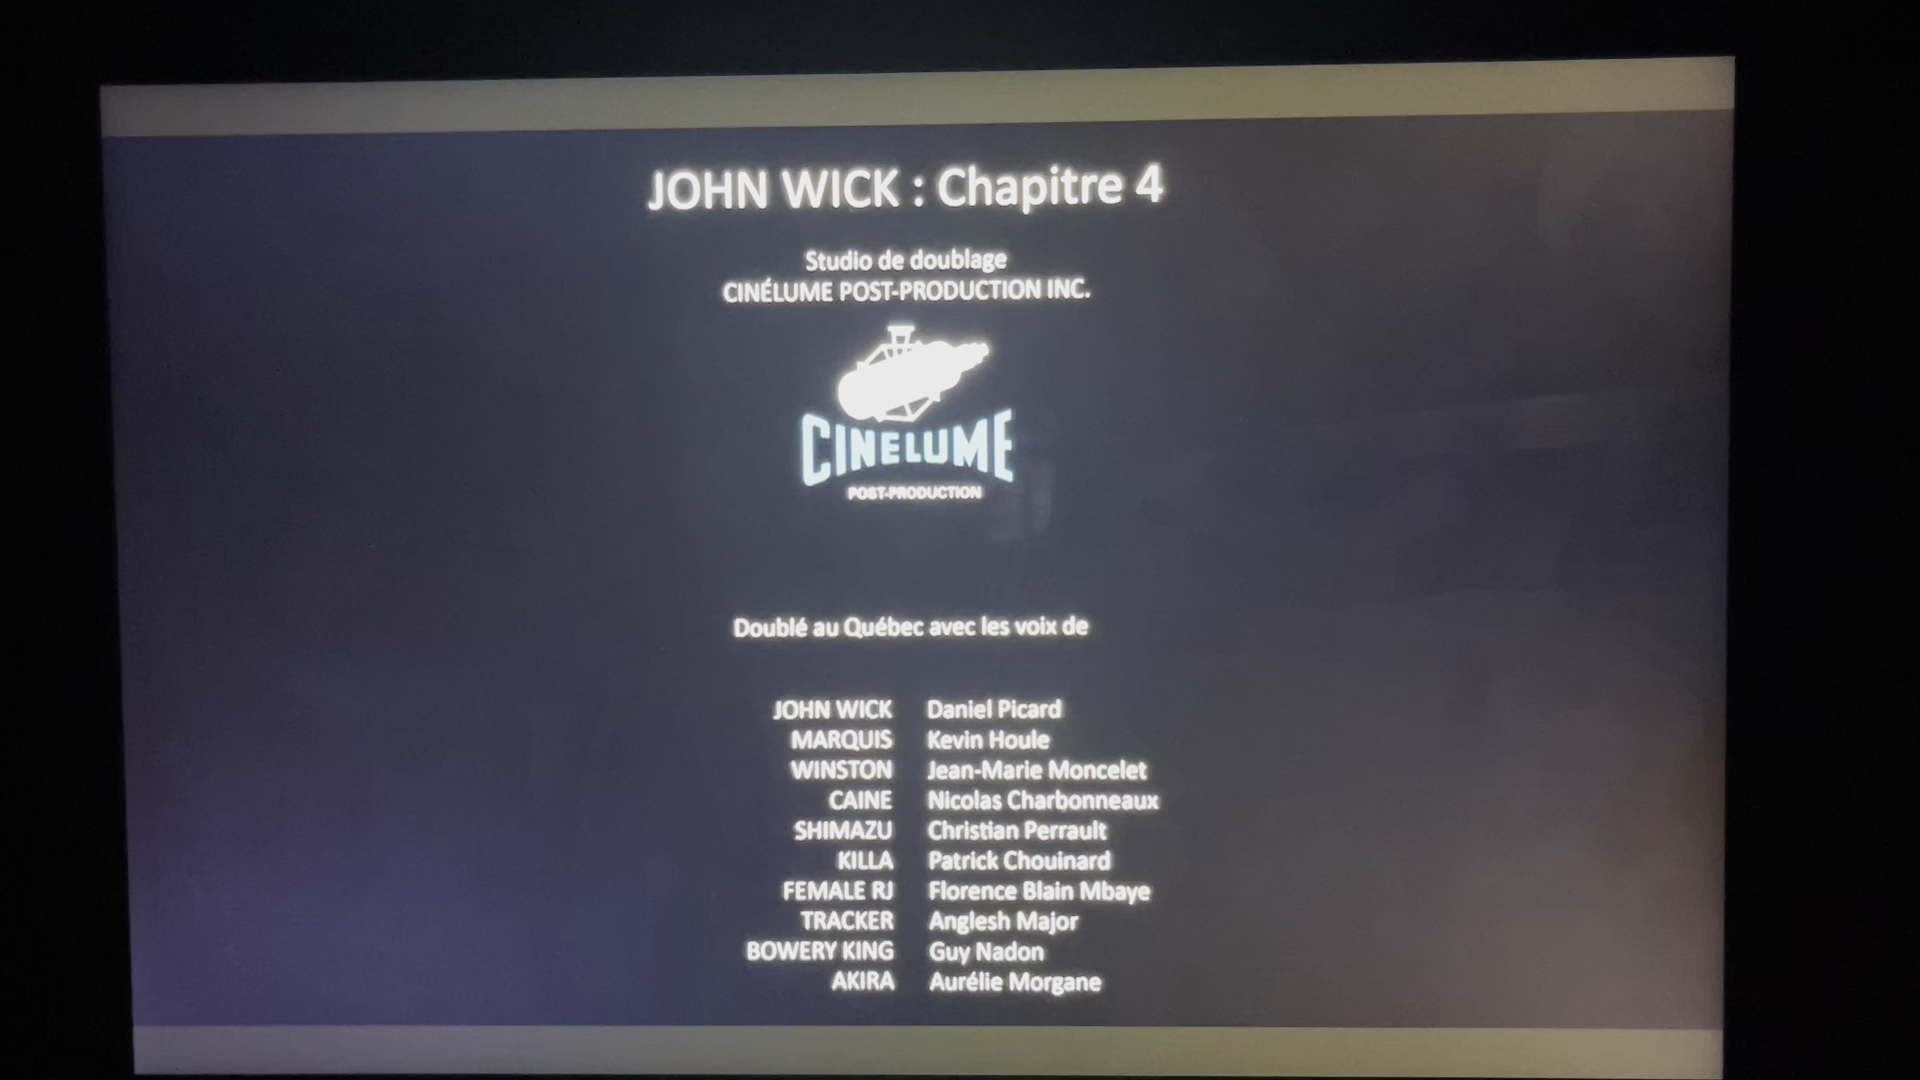 JOHN WICK : Chapitre 4
Studio de doublage
CINÉLUME POST-PRODUCTION INC.
CINELUME
POST-PRODUCTION
Doublé au Québec avec les voix de
JOHN WICK Daniel Picard
MARQUIS Kevin Houle
WINSTON Jean-Marie Moncelet
CAINE Nicolas Charbonneaux
SHIMAZU Christian Perrault
KILLA Patrick Chouinard
FEMALE RJ Florence Blain Mbaye
TRACKER Anglesh Major
BOWERY KING Guy Nadon
AKIRA Aurélie Morgane